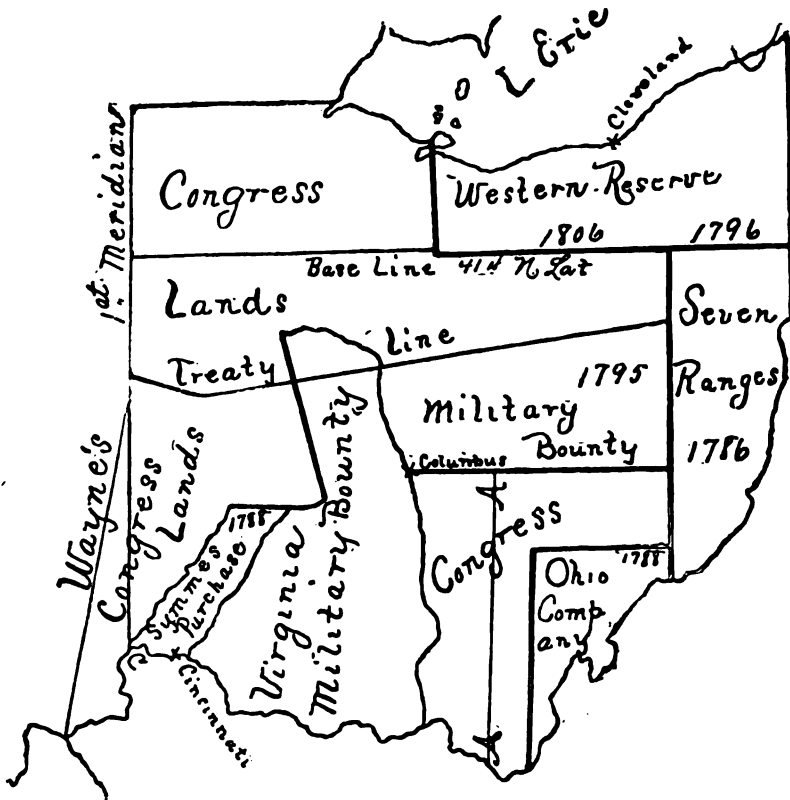 L Erie
Cleveland
1st Meridian
Congress
Western Reserve
1806 1796
Base Line 41st N Lat
Lands
Seven
Ranges
1786
Treaty Line
1795
Military
Bounty
Columbus
Wayne's
Congress
Lands
1788
Symmes
Purchase
Virginia
Military Bounty
Congress
A
A
1788
Ohio
Comp
any
Cincinnati